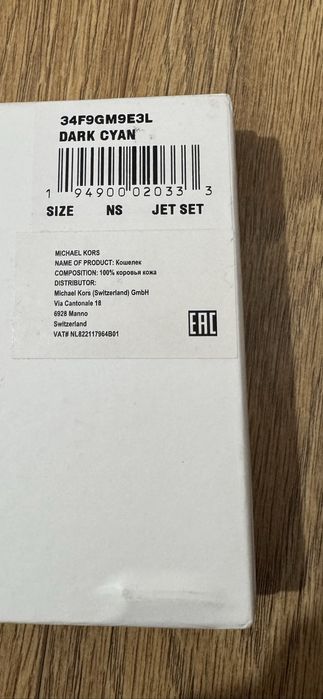 34F9GM9E3L
DARK CYAN
1 94900 02033 3
SIZE NS JET SET
MICHAEL KORS
NAME OF PRODUCT: Кошелек
COMPOSITION: 100% коровья кожа
DISTRIBUTOR:
Michael Kors (Switzerland) GmbH
Via Cantonale 18
6928 Manno
Switzerland
VAT# NL822117964B01
EAC